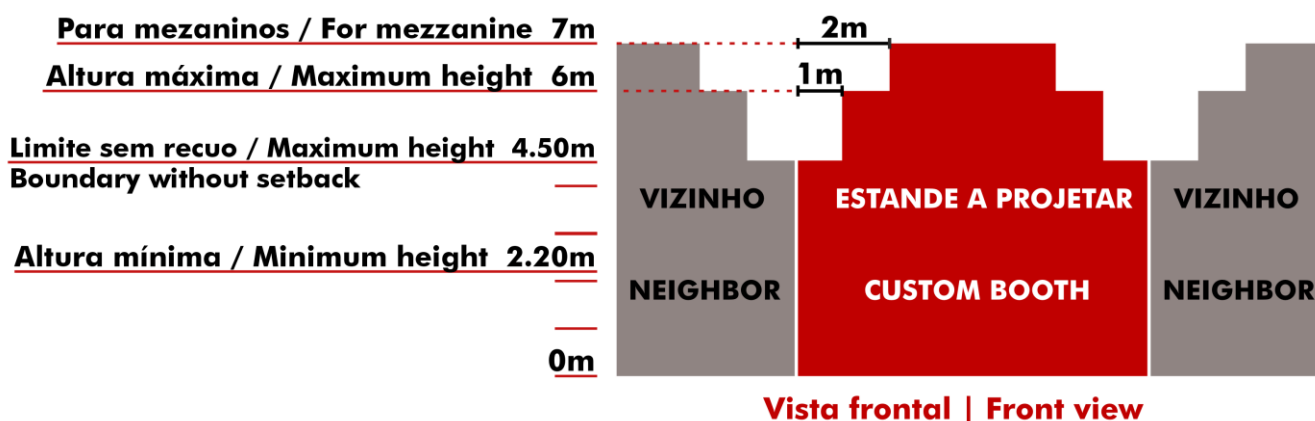 Para mezaninos / For mezzanine 7m
Altura máxima / Maximum height 6m
Limite sem recuo / Maximum height 4.50m
Boundary without setback
Altura mínima / Minimum height 2.20m
0m
2m
1m
VIZINHO
NEIGHBOR
ESTANDE A PROJETAR
CUSTOM BOOTH
VIZINHO
NEIGHBOR
Vista frontal | Front view